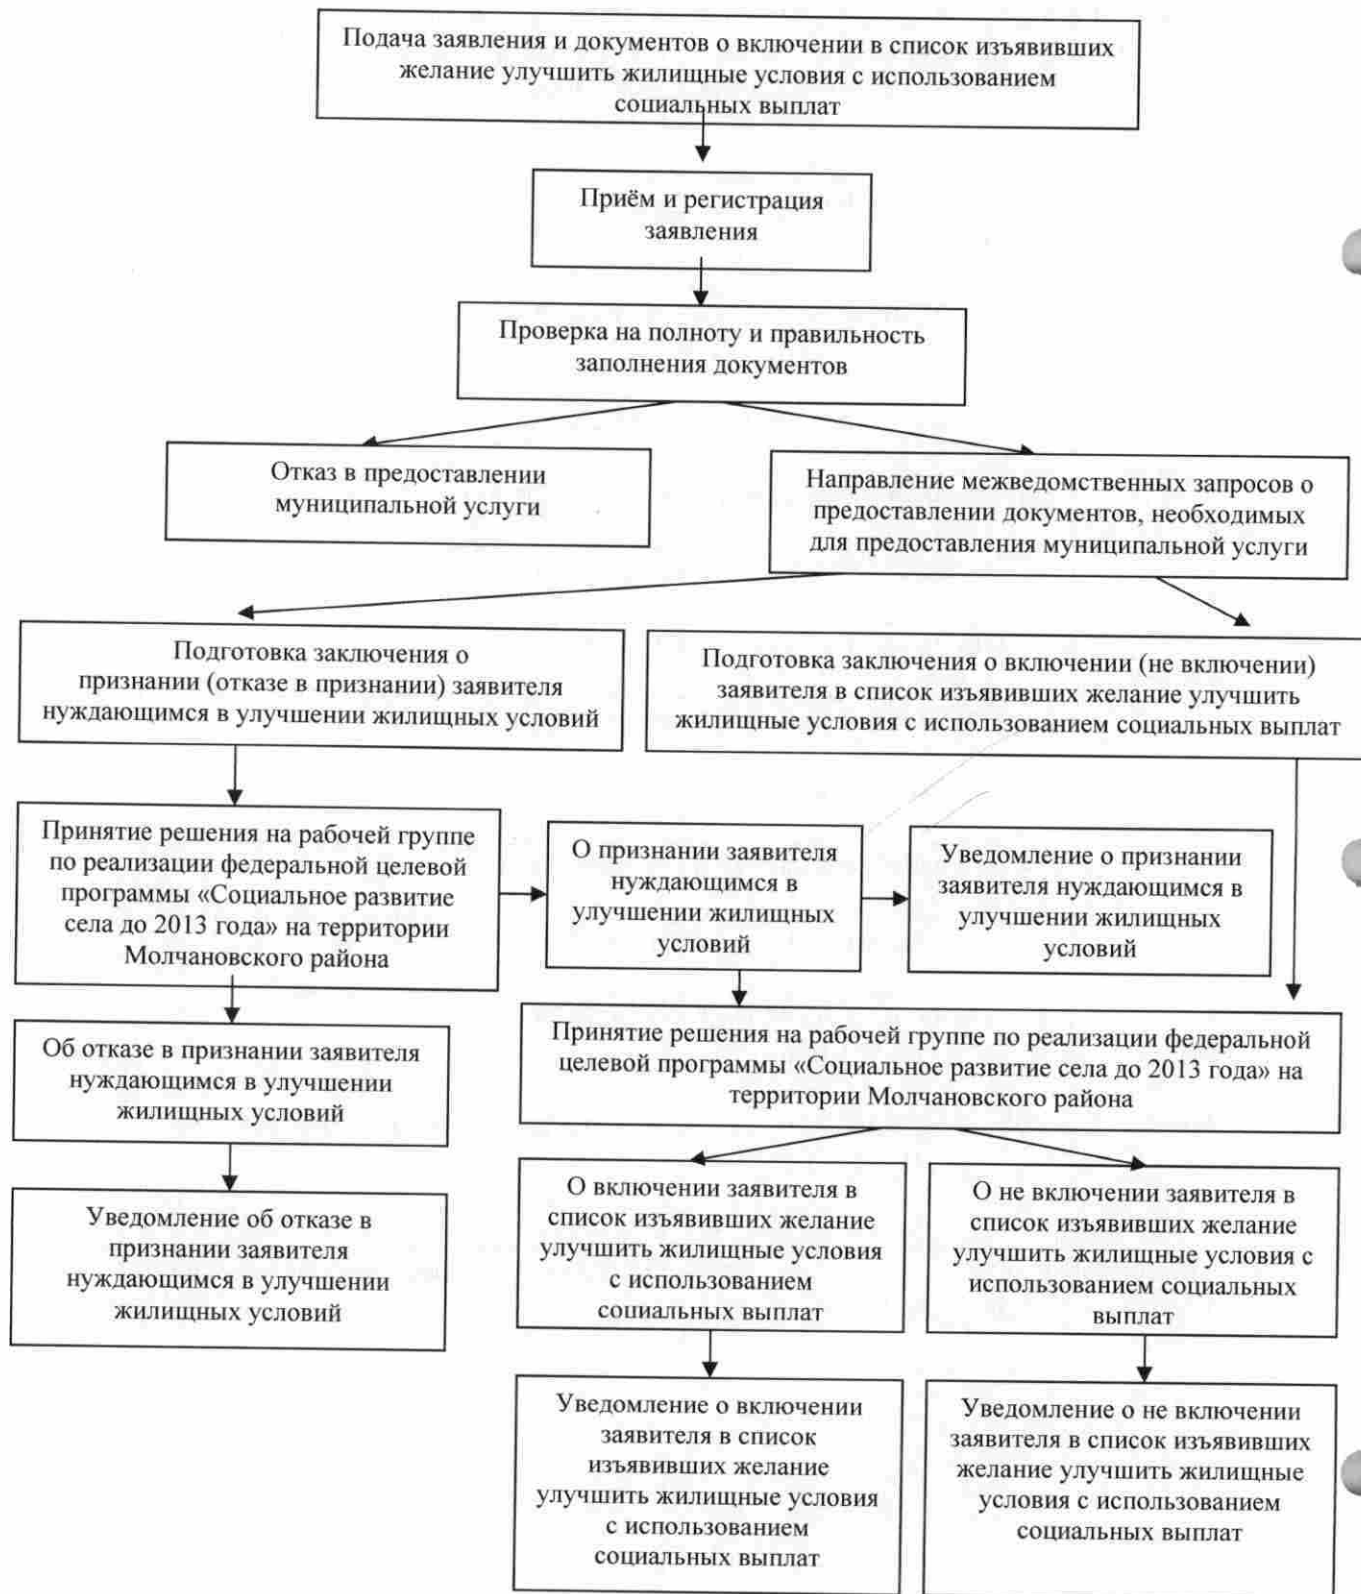 Подача заявления и документов о включении в список изъявивших
желание улучшить жилищные условия с использованием
социальных выплат
Приём и регистрация
заявления
Проверка на полноту и правильность
заполнения документов
Отказ в предоставлении
муниципальной услуги
Направление межведомственных запросов о
предоставлении документов, необходимых
для предоставления муниципальной услуги
Подготовка заключения о
признании (отказе в признании) заявителя
нуждающимся в улучшении жилищных условий
Подготовка заключения о включении (не включении)
заявителя в список изъявивших желание улучшить
жилищные условия с использованием социальных выплат
Принятие решения на рабочей группе
по реализации федеральной целевой
программы «Социальное развитие
села до 2013 года» на территории
Молчановского района
О признании заявителя
нуждающимся в
улучшении жилищных
условий
Уведомление о признании
заявителя нуждающимся в
улучшении жилищных
условий
Об отказе в признании заявителя
нуждающимся в улучшении
жилищных условий
Принятие решения на рабочей группе по реализации федеральной
целевой программы «Социальное развитие села до 2013 года» на
территории Молчановского района
Уведомление об отказе в
признании заявителя
нуждающимся в улучшении
жилищных условий
О включении заявителя в
список изъявивших желание
улучшить жилищные условия
с использованием
социальных выплат
О не включении заявителя в
список изъявивших желание
улучшить жилищные условия с
использованием социальных
выплат
Уведомление о включении
заявителя в список
изъявивших желание
улучшить жилищные условия
с использованием
социальных выплат
Уведомление о не включении
заявителя в список изъявивших
желание улучшить жилищные
условия с использованием
социальных выплат